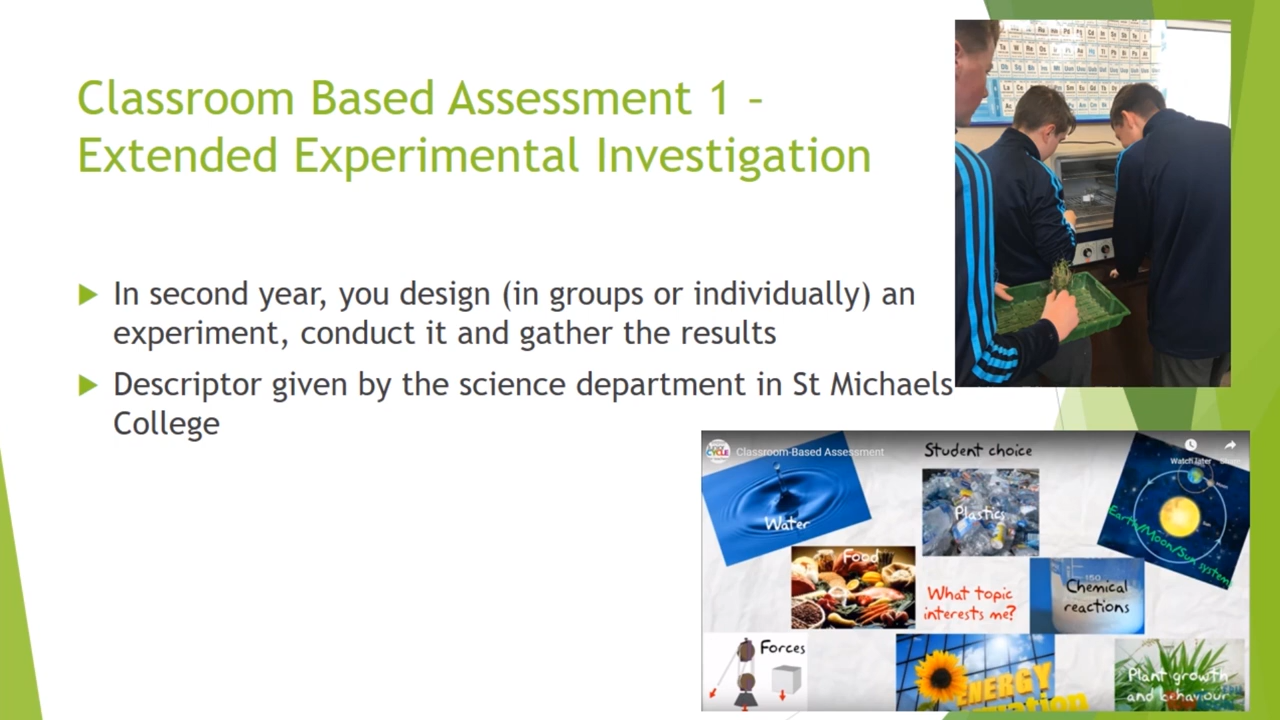 Classroom Based Assessment 1 –
Extended Experimental Investigation
In second year, you design (in groups or individually) an
experiment, conduct it and gather the results
Descriptor given by the science department in St Michaels
College
Classroom-Based Assessment
Student choice
Watch later
Water
Plastics
Earth/Moon/Sun system
Food
What topic
interests me?
150
Chemical
reactions
Forces
ENERGY
Plant growth
and behaviour